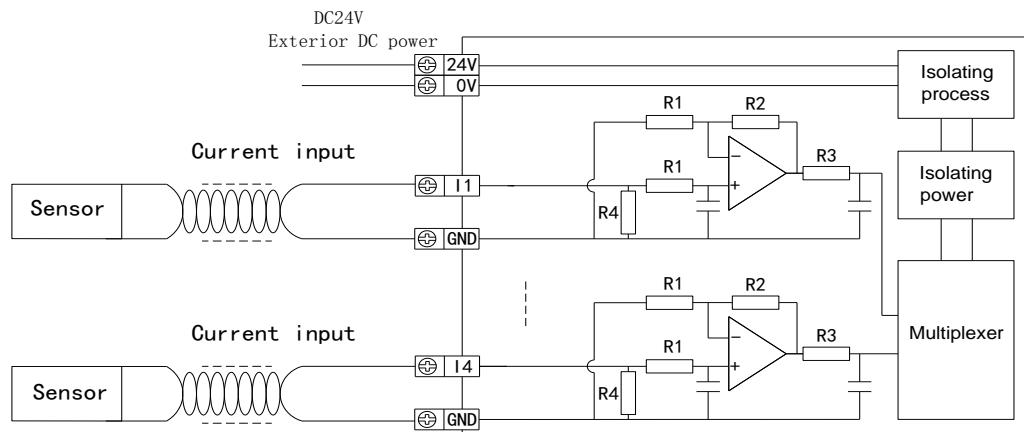 DC24V
Exterior DC power
24V
0V
Isolating
process
R1
R2
Current input
R3
R1
I1
Isolating
power
Sensor
R4
GND
R1
R2
Current input
R3
Multiplexer
R1
I4
Sensor
R4
GND